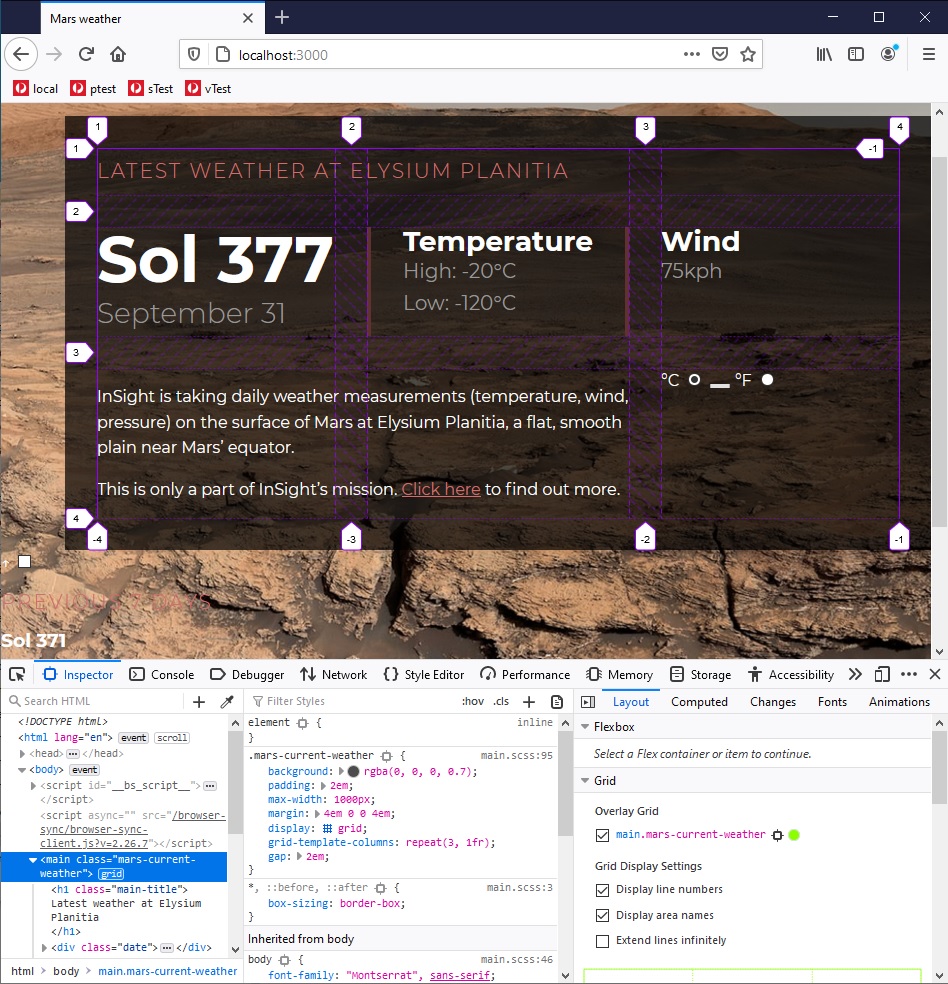 Mars weather
localhost:3000
local ptest sTest vTest
1 2 3 4
1 -1
LATEST WEATHER AT ELYSIUM PLANITIA
2
Sol 377 Temperature Wind
High: -20°C 75kph
September 31 Low: -120°C
3
°C °F
InSight is taking daily weather measurements (temperature, wind,
pressure) on the surface of Mars at Elysium Planitia, a flat, smooth
plain near Mars’ equator.
This is only a part of InSight’s mission. Click here to find out more.
4
-4 -3 -2 -1
↑
PREVIOUS 7 DAYS
Sol 371
Inspector Console Debugger Network Style Editor Performance Memory Storage Accessibility
Search HTML
Filter Styles :hov .cls
Layout Computed Changes Fonts Animations
<!DOCTYPE html>
<html lang="en"> event scroll
<head> ••• </head>
<body> event
<script id="__bs_script__"> •••
</script>
<script async="" src="/browser-
sync/browser-sync-
client.js?v=2.26.7"></script>
<main class="mars-current-
weather"> grid
<h1 class="main-title">
Latest weather at Elysium
Planitia
</h1>
<div class="date"> ••• </div>
html > body > main.mars-current-weather
element { inline
}
.mars-current-weather { main.scss:95
background: rgba(0, 0, 0, 0.7);
padding: 2em;
max-width: 1000px;
margin: 4em 0 0 4em;
display: grid;
grid-template-columns: repeat(3, 1fr);
gap: 2em;
}
*, ::before, ::after { main.scss:3
box-sizing: border-box;
}
Inherited from body
body { main.scss:46
font-family: "Montserrat", sans-serif;
Flexbox
Select a Flex container or item to continue.
Grid
Overlay Grid
main.mars-current-weather
Grid Display Settings
Display line numbers
Display area names
Extend lines infinitely